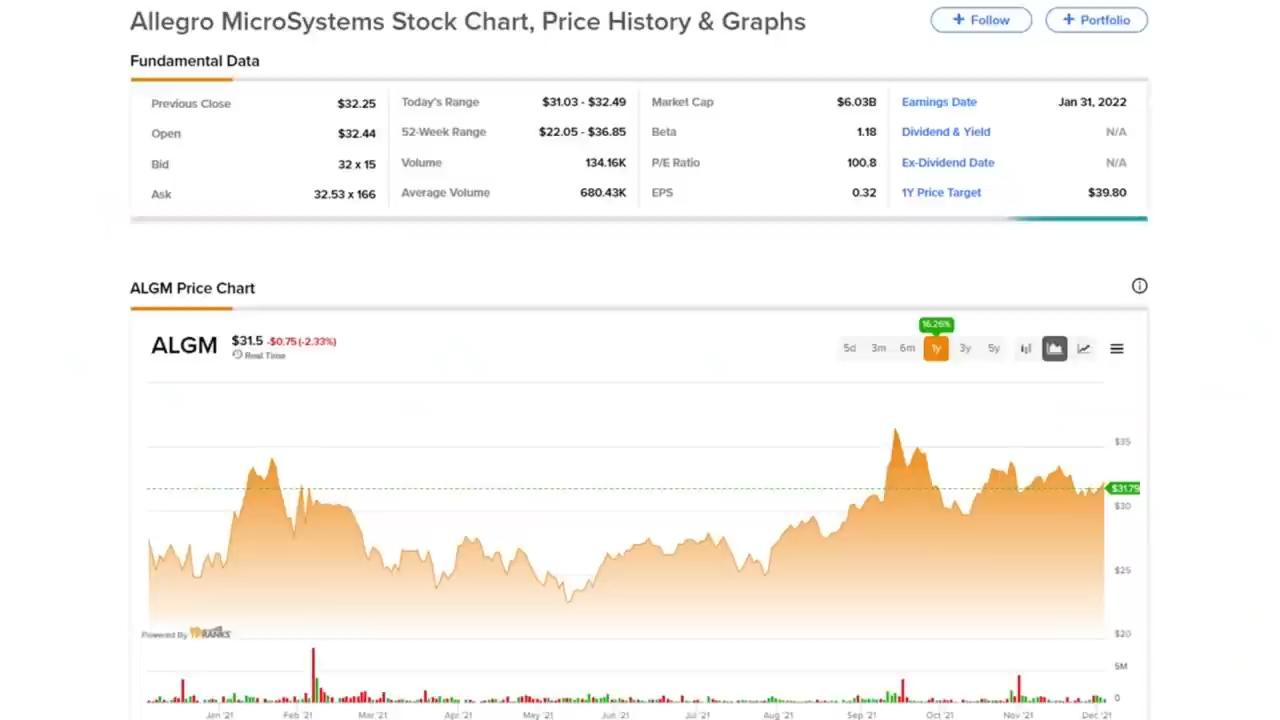 Allegro MicroSystems Stock Chart, Price History & Graphs
+ Follow
+ Portfolio
Fundamental Data
Previous Close $32.25
Open $32.44
Bid 32 x 15
Ask 32.53 x 166
Today's Range $31.03 - $32.49
52-Week Range $22.05 - $36.85
Volume 134.16K
Average Volume 680.43K
Market Cap $6.03B
Beta 1.18
P/E Ratio 100.8
EPS 0.32
Earnings Date Jan 31, 2022
Dividend & Yield N/A
Ex-Dividend Date N/A
1Y Price Target $39.80
ALGM Price Chart
16.26%
ALGM $31.5 -$0.75 (-2.33%)
Real Time
5d 3m 6m 1y 3y 5y
$35
$31.79
$30
$25
$20
Powered By TIPRANKS
5M
0
Jan '21 Feb '21 Mar '21 Apr '21 May '21 Jun '21 Jul '21 Aug '21 Sep '21 Oct '21 Nov '21 Dec '21